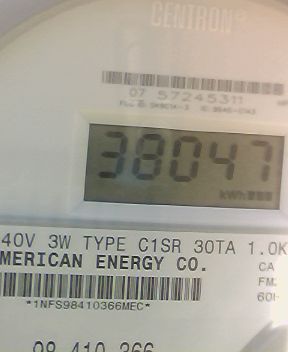 CENTRON®
07 57245311
38047
kWh
40V 3W TYPE C1SR 30TA 1.0K
MERICAN ENERGY CO.
CA
FM
60H
*1NFS98410366MEC*
98 410 366